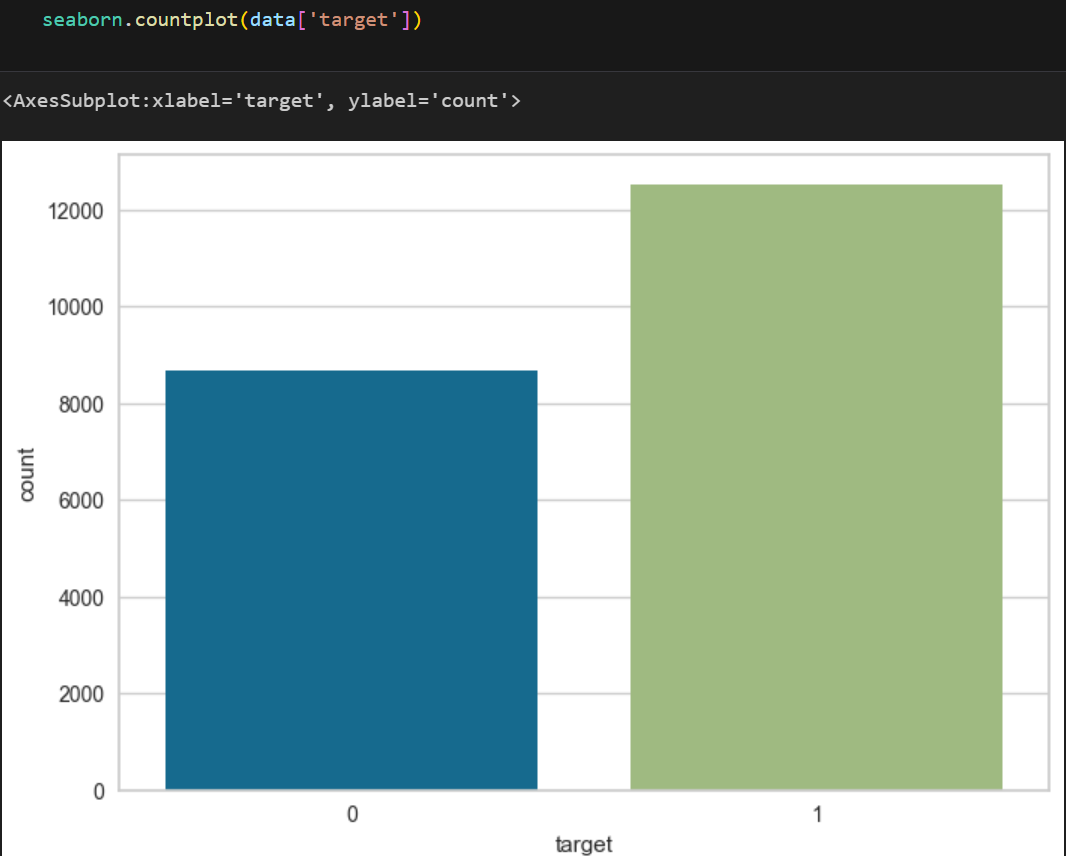 seaborn.countplot(data['target'])
<AxesSubplot:xlabel='target', ylabel='count'>
12000
10000
8000
6000
4000
2000
0
count
0 1
target